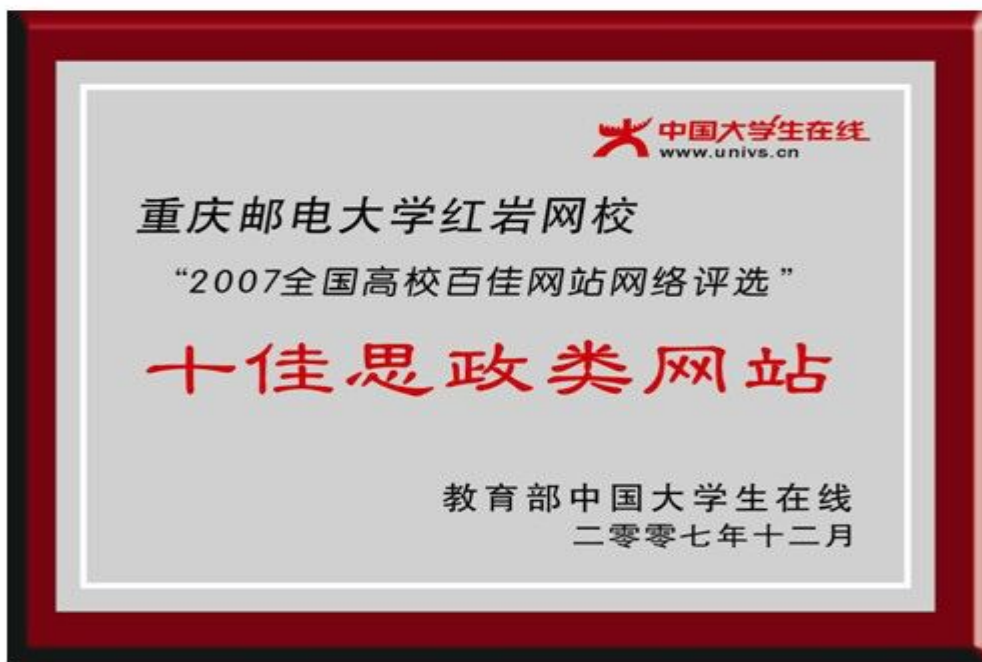 中国大学生在线
www.univs.cn
重庆邮电大学红岩网校
“2007全国高校百佳网站网络评选”
十佳思政类网站
教育部中国大学生在线
二零零七年十二月